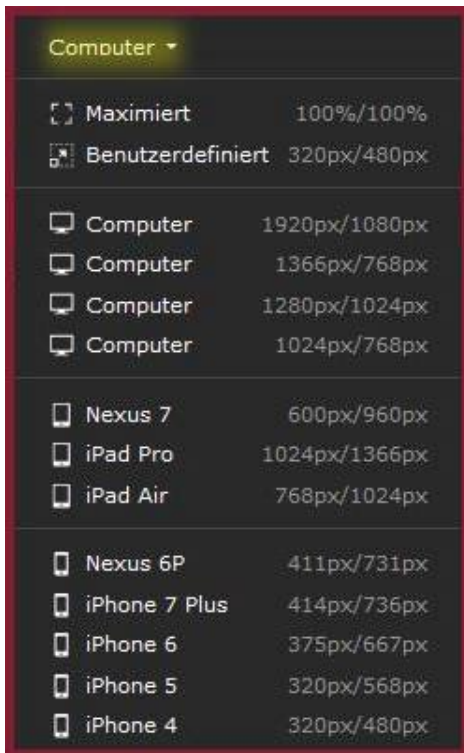 Computer
Maximiert 100%/100%
Benutzerdefiniert 320px/480px
Computer 1920px/1080px
Computer 1366px/768px
Computer 1280px/1024px
Computer 1024px/768px
Nexus 7 600px/960px
iPad Pro 1024px/1366px
iPad Air 768px/1024px
Nexus 6P 411px/731px
iPhone 7 Plus 414px/736px
iPhone 6 375px/667px
iPhone 5 320px/568px
iPhone 4 320px/480px